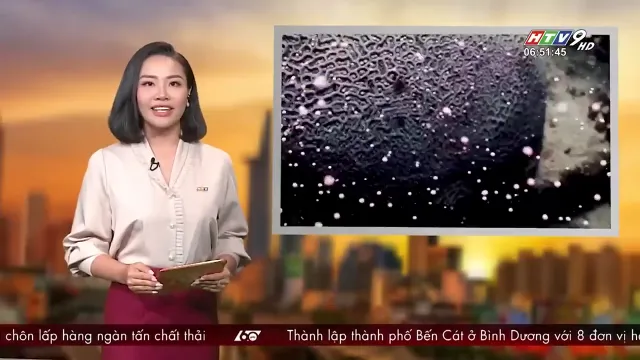 HTV9 HD
06:51:45
chôn lấp hàng ngàn tấn chất thải 60 Thành lập thành phố Bến Cát ở Bình Dương với 8 đơn vị h